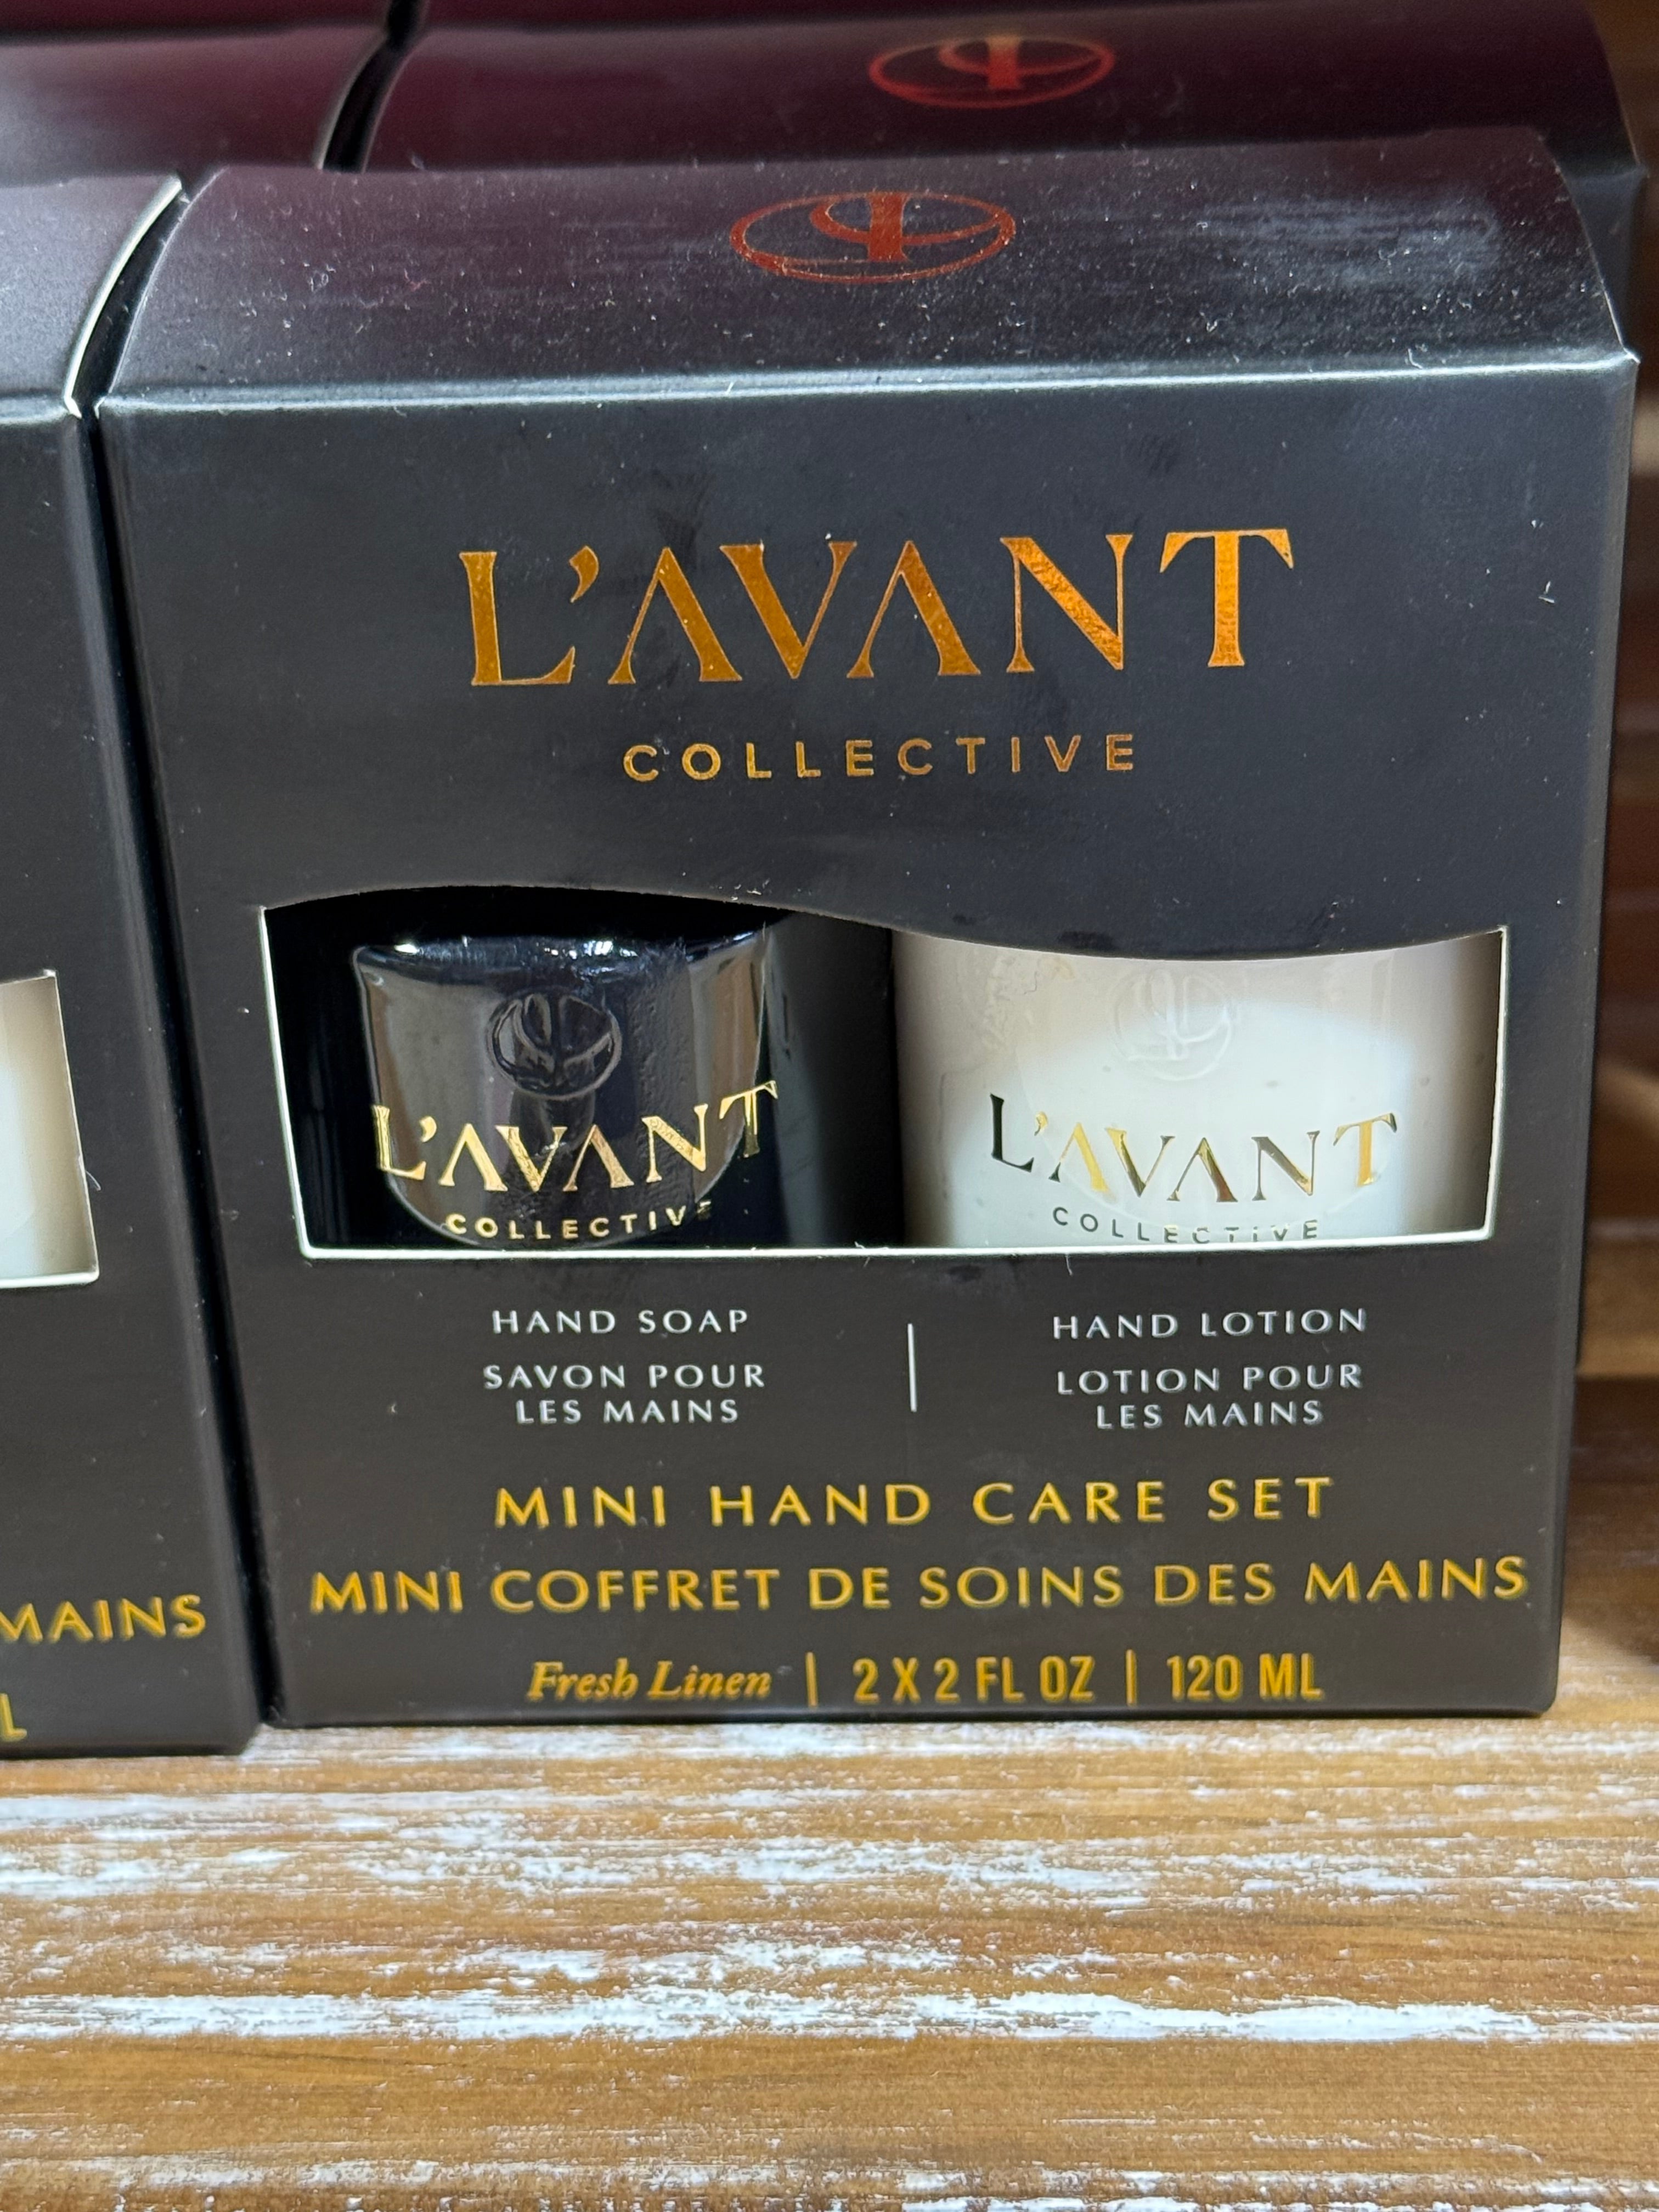 L'AVANT
COLLECTIVE
L'AVANT
COLLECTIVE
L'AVANT
COLLECTIVE
HAND SOAP
SAVON POUR
LES MAINS
HAND LOTION
LOTION POUR
LES MAINS
MINI HAND CARE SET
MINI COFFRET DE SOINS DES MAINS
Fresh Linen | 2 X 2 FL OZ | 120 ML
MAINS
L